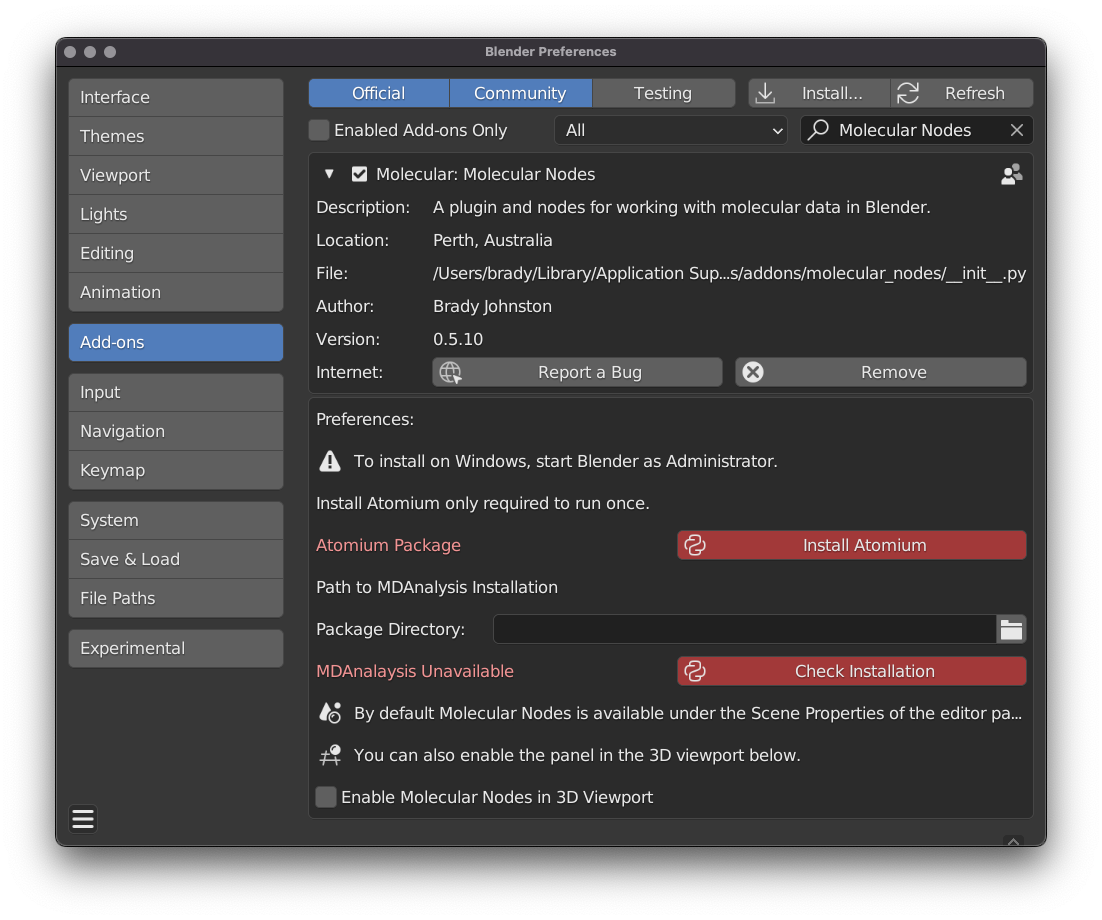 Blender Preferences
Interface
Themes
Viewport
Lights
Editing
Animation
Add-ons
Input
Navigation
Keymap
System
Save & Load
File Paths
Experimental
Official Community Testing Install... Refresh
Enabled Add-ons Only All Molecular Nodes
Molecular: Molecular Nodes
Description: A plugin and nodes for working with molecular data in Blender.
Location: Perth, Australia
File: /Users/brady/Library/Application Sup...s/addons/molecular_nodes/__init__.py
Author: Brady Johnston
Version: 0.5.10
Internet: Report a Bug Remove
Preferences:
To install on Windows, start Blender as Administrator.
Install Atomium only required to run once.
Atomium Package Install Atomium
Path to MDAnalysis Installation
Package Directory:
MDAnalaysis Unavailable Check Installation
By default Molecular Nodes is available under the Scene Properties of the editor pa...
You can also enable the panel in the 3D viewport below.
Enable Molecular Nodes in 3D Viewport